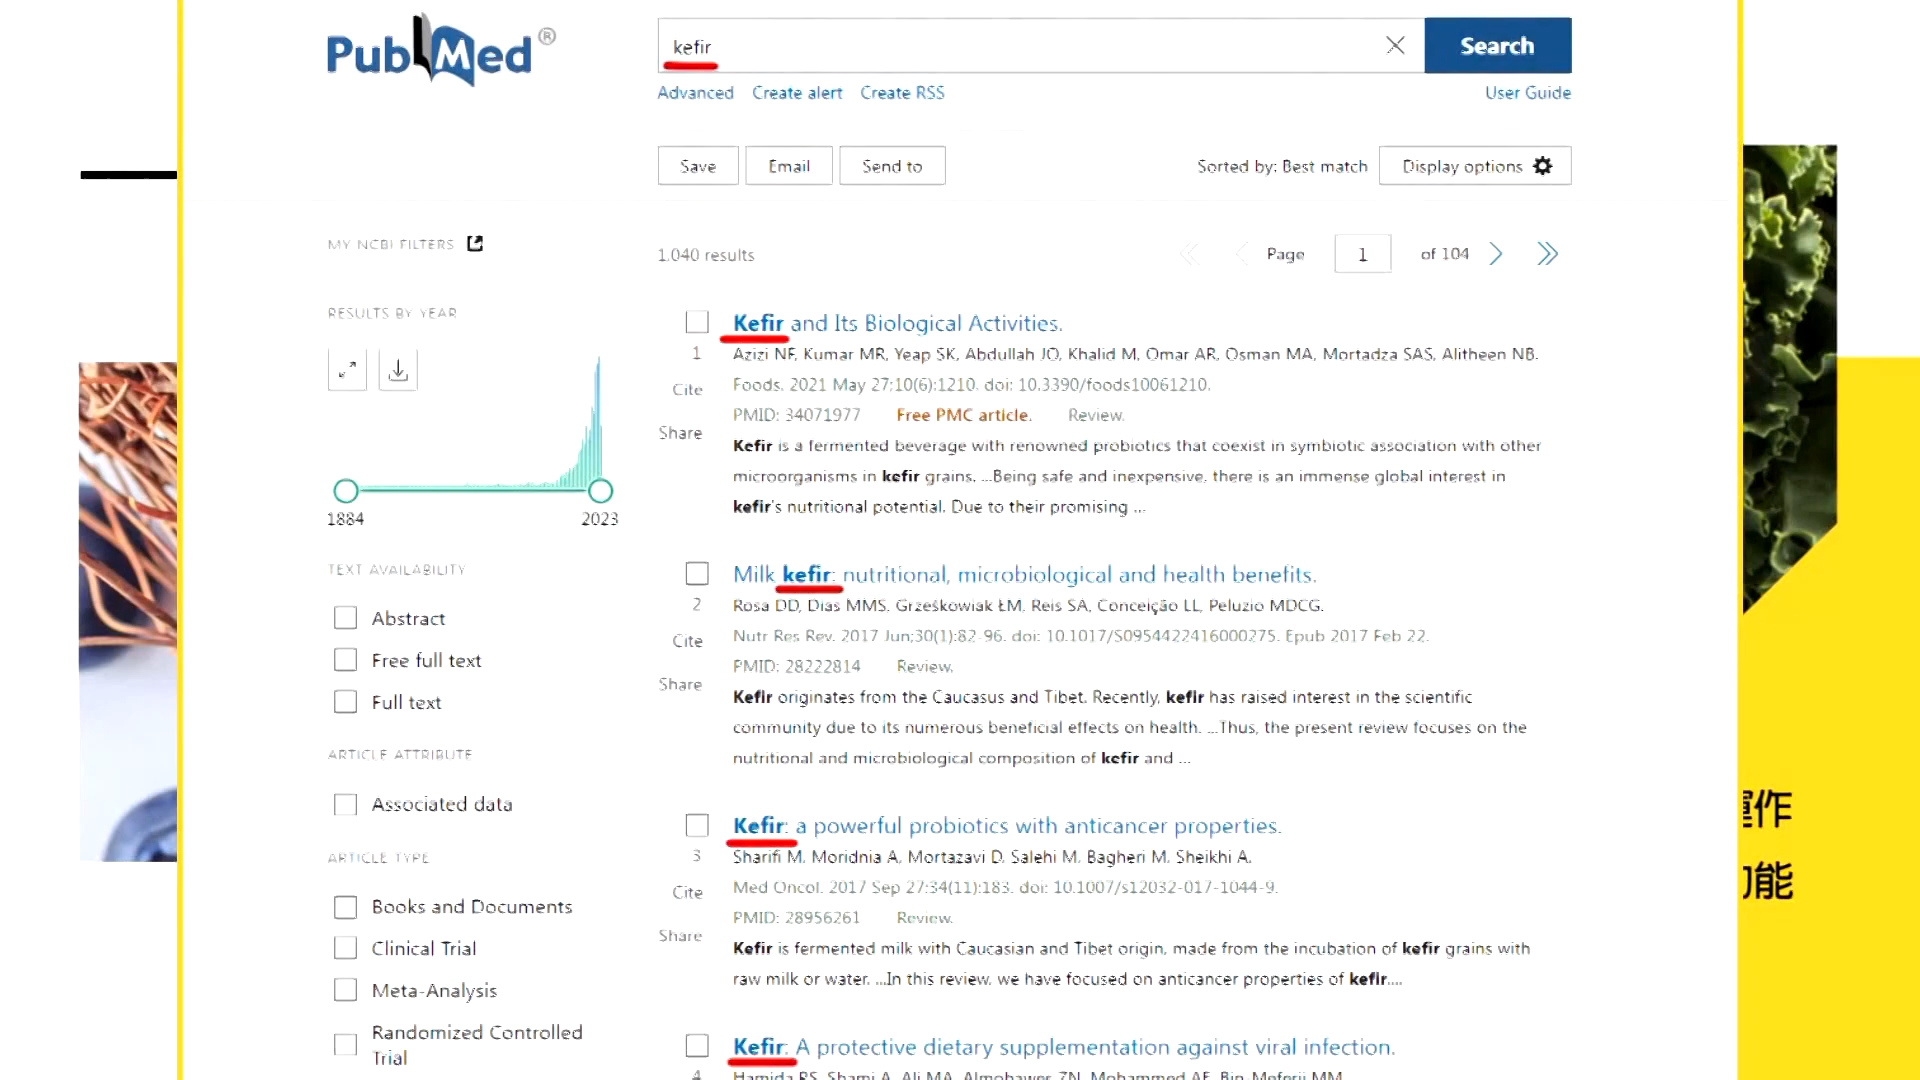 PubMed®
kefir
Search
Advanced Create alert Create RSS
User Guide
Save Email Send to
Sorted by: Best match Display options
MY NCBI FILTERS
1,040 results
Page 1 of 104
RESULTS BY YEAR
1884 2023
TEXT AVAILABILITY
Abstract
Free full text
Full text
ARTICLE ATTRIBUTE
Associated data
ARTICLE TYPE
Books and Documents
Clinical Trial
Meta-Analysis
Randomized Controlled
Trial
Kefir and Its Biological Activities.
1
Azizi NF, Kumar MR, Yeap SK, Abdullah JO, Khalid M, Omar AR, Osman MA, Mortadza SAS, Alitheen NB.
Cite
Foods. 2021 May 27;10(6):1210. doi: 10.3390/foods10061210.
PMID: 34071977 Free PMC article. Review.
Share
Kefir is a fermented beverage with renowned probiotics that coexist in symbiotic association with other
microorganisms in kefir grains. ...Being safe and inexpensive, there is an immense global interest in
kefir's nutritional potential. Due to their promising ...
Milk kefir: nutritional, microbiological and health benefits.
2
Rosa DD, Dias MMS, Grześkowiak ŁM, Reis SA, Conceição LL, Peluzio MDCG.
Cite
Nutr Res Rev. 2017 Jun;30(1):82-96. doi: 10.1017/S0954422416000275. Epub 2017 Feb 22.
PMID: 28222814 Review.
Share
Kefir originates from the Caucasus and Tibet. Recently, kefir has raised interest in the scientific
community due to its numerous beneficial effects on health. ...Thus, the present review focuses on the
nutritional and microbiological composition of kefir and ...
Kefir: a powerful probiotics with anticancer properties.
3
Sharifi M, Moridnia A, Mortazavi D, Salehi M, Bagheri M, Sheikhi A.
Cite
Med Oncol. 2017 Sep 27;34(11):183. doi: 10.1007/s12032-017-1044-9.
PMID: 28956261 Review.
Share
Kefir is fermented milk with Caucasian and Tibet origin, made from the incubation of kefir grains with
raw milk or water. ...In this review, we have focused on anticancer properties of kefir....
Kefir: A protective dietary supplementation against viral infection.
4
Hamida RS, Shami A, Ali MA, Almohawes ZN, Mohammed AE, Bin-Meferij MM.
作
能